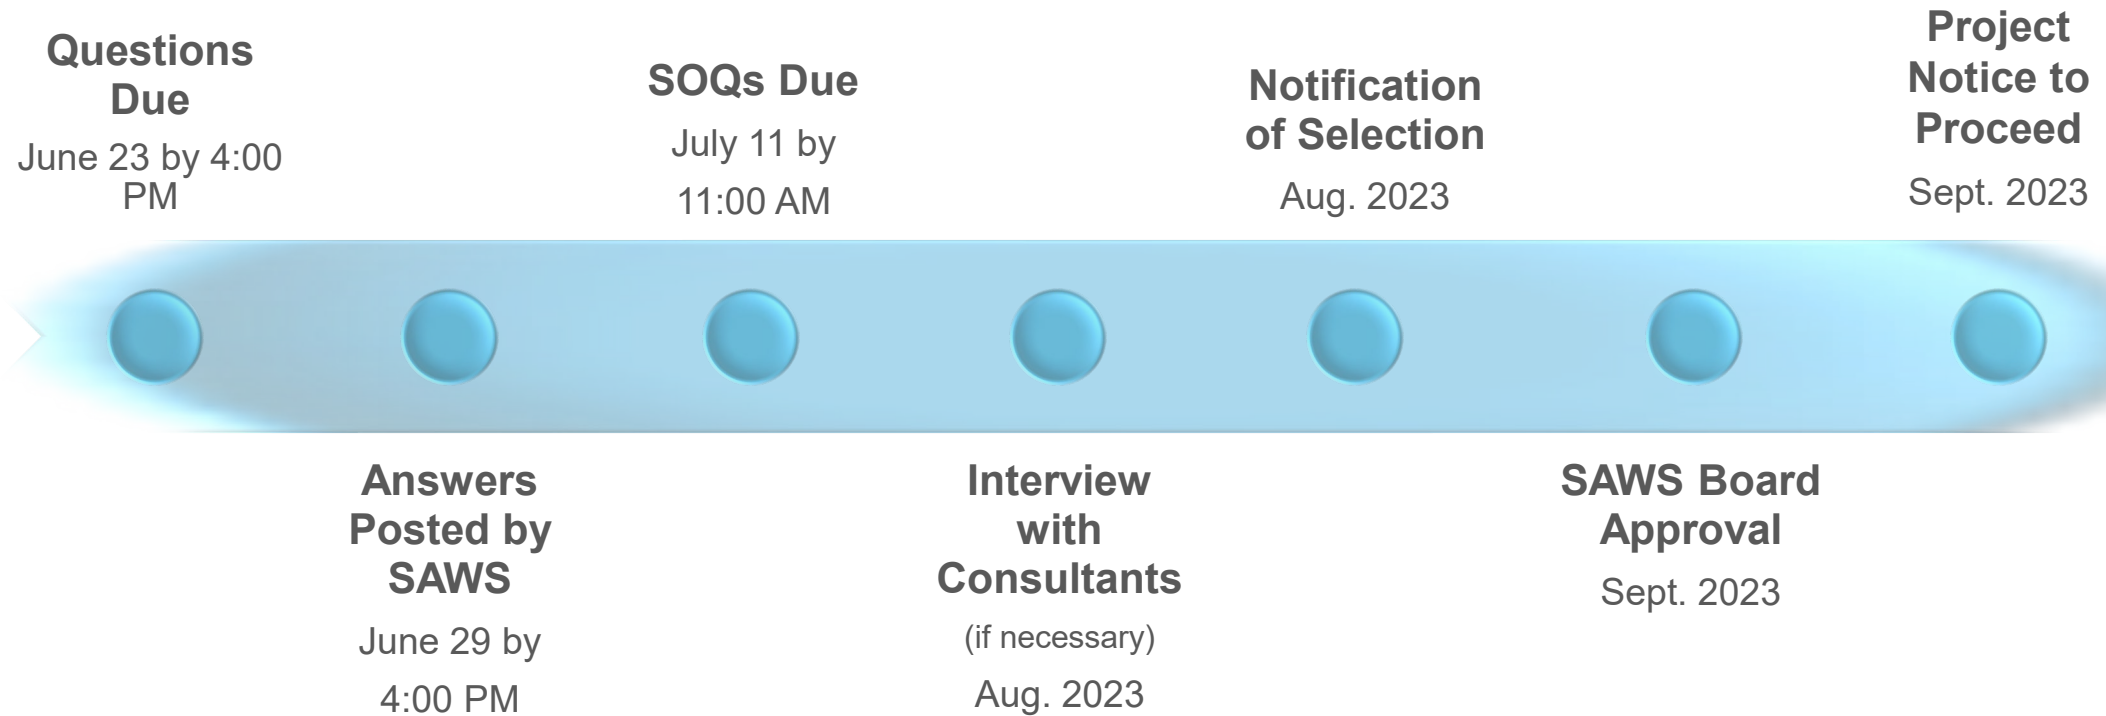 Questions
Due
June 23 by 4:00
PM
Answers
Posted by
SAWS
June 29 by
4:00 PM
SOQs Due
July 11 by
11:00 AM
Interview
with
Consultants
(if necessary)
Aug. 2023
Notification
of Selection
Aug. 2023
SAWS Board
Approval
Sept. 2023
Project
Notice to
Proceed
Sept. 2023